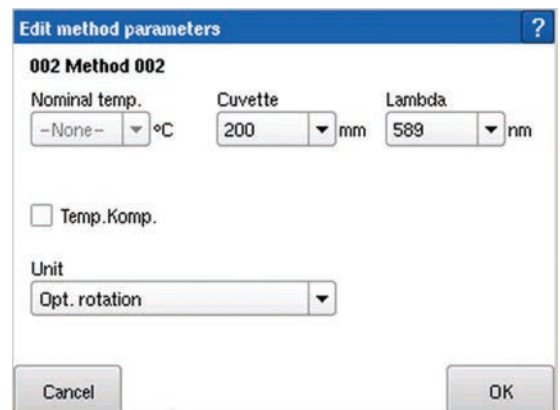 Edit method parameters ?
002 Method 002
Nominal temp. Cuvette Lambda
-None- °C 200 mm 589 nm
Temp.Komp.
Unit
Opt. rotation
Cancel OK